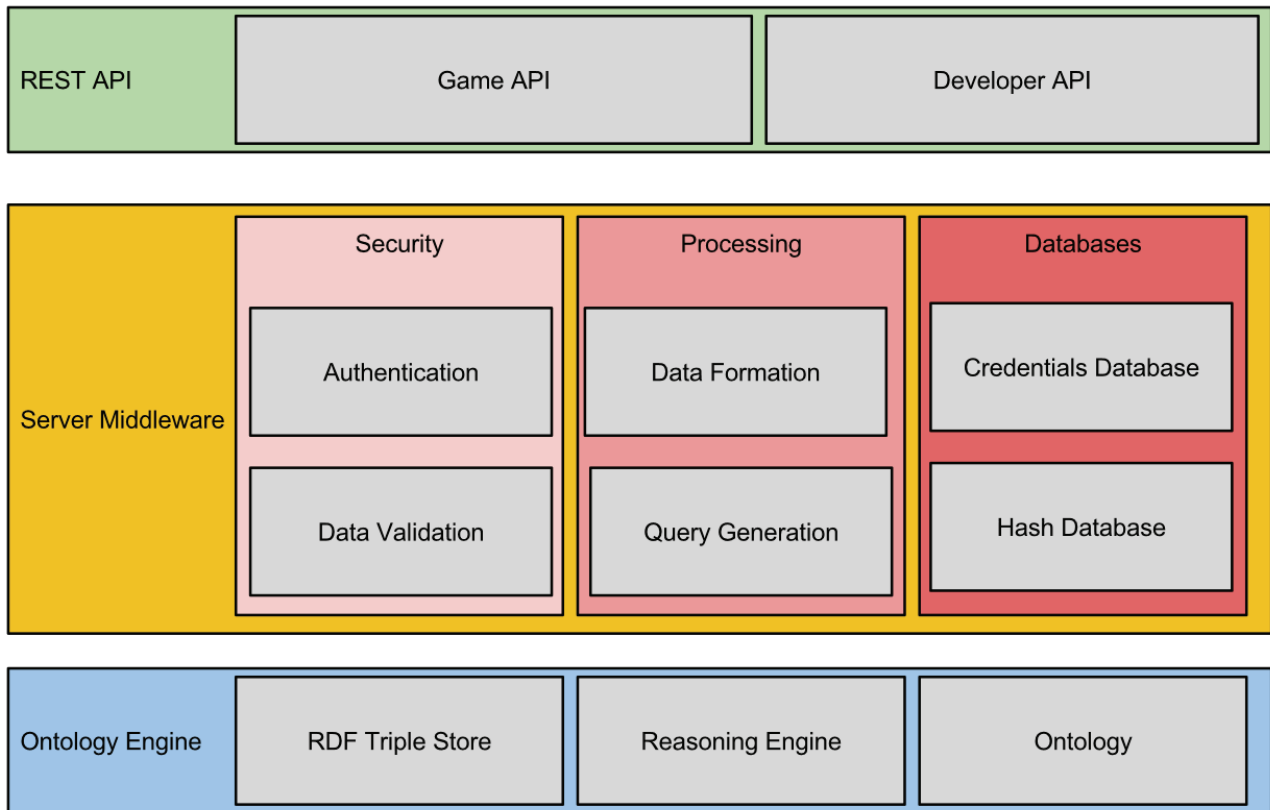 REST API
Game API
Developer API
Server Middleware
Security
Authentication
Data Validation
Processing
Data Formation
Query Generation
Databases
Credentials Database
Hash Database
Ontology Engine
RDF Triple Store
Reasoning Engine
Ontology